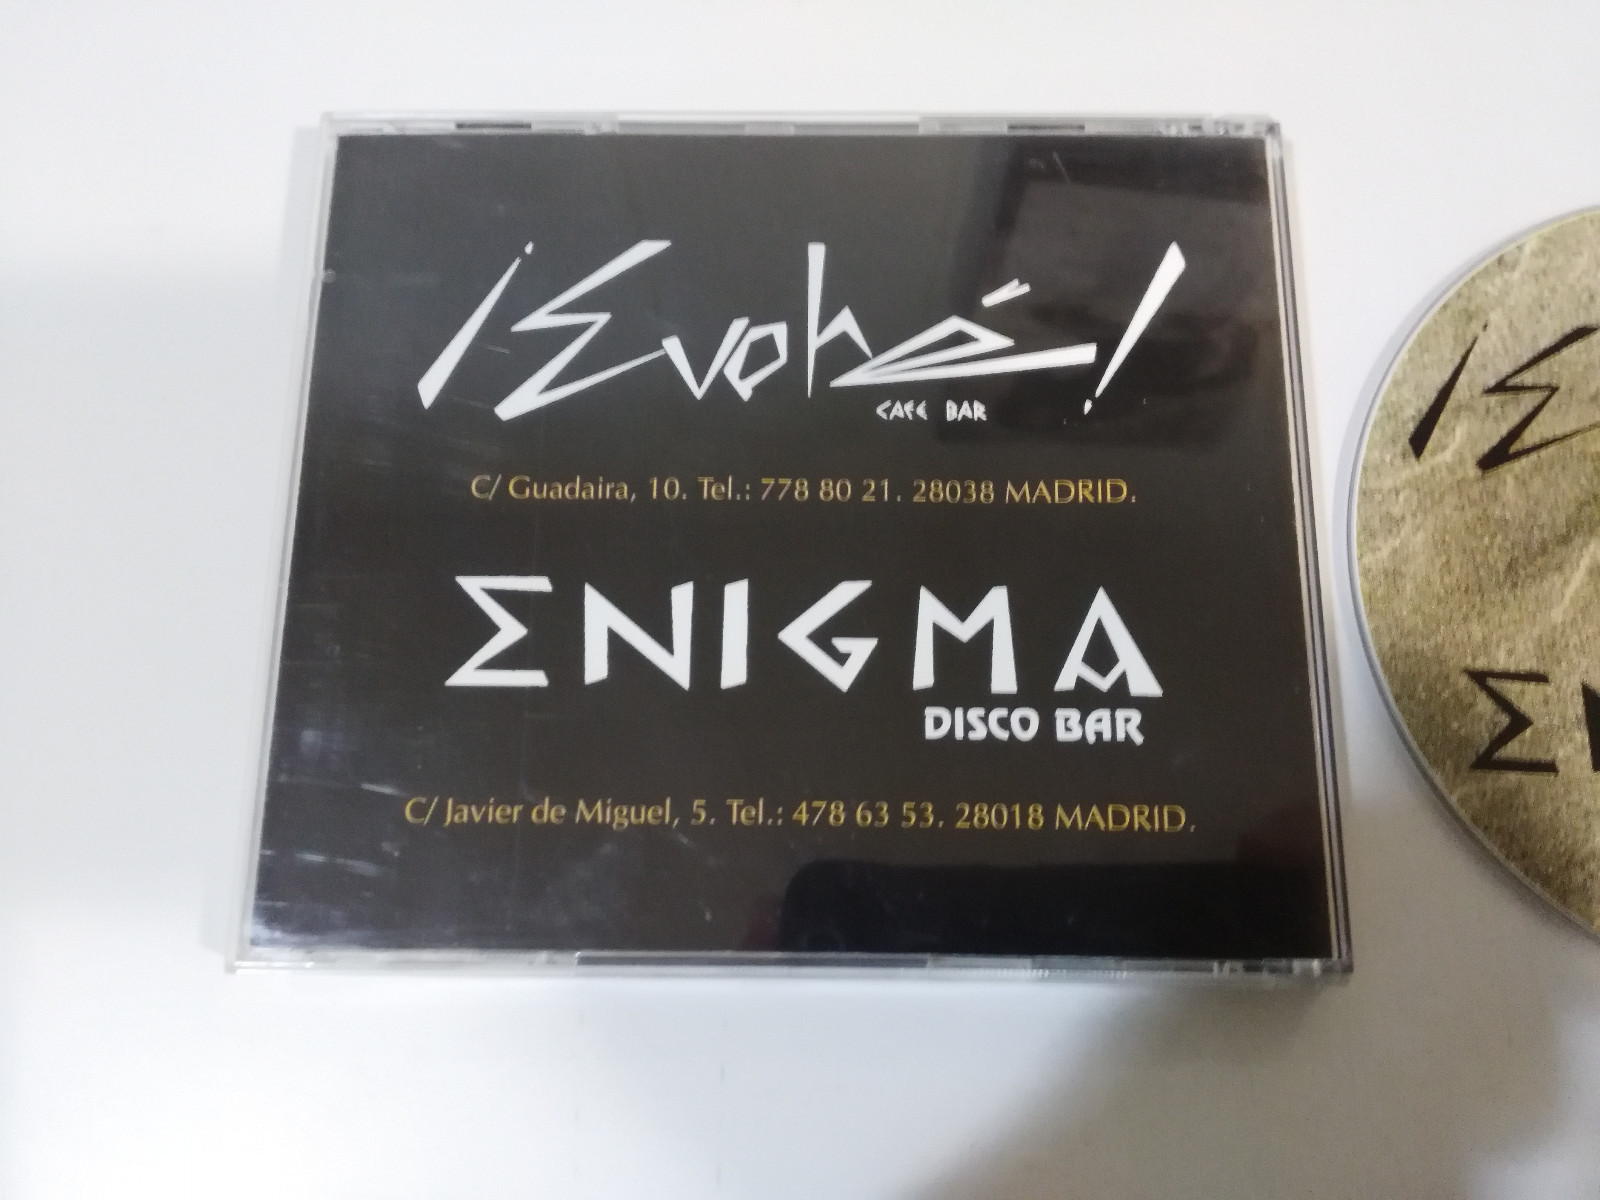 ¡Evohé!
CAFE BAR
C/ Guadaira, 10. Tel.: 778 80 21. 28038 MADRID.
ENIGMA
DISCO BAR
C/ Javier de Miguel, 5. Tel.: 478 63 53. 28018 MADRID.
¡E
E